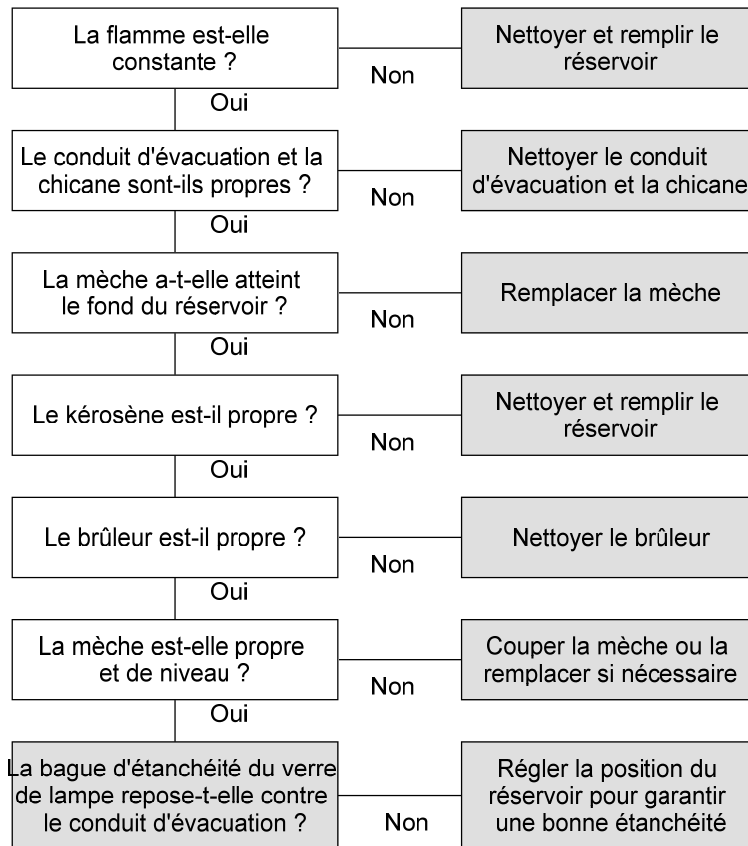 La flamme est-elle
constante ?
Non
Nettoyer et remplir le
réservoir
Oui
Le conduit d'évacuation et la
chicane sont-ils propres ?
Non
Nettoyer le conduit
d'évacuation et la chicane
Oui
La mèche a-t-elle atteint
le fond du réservoir ?
Non
Remplacer la mèche
Oui
Le kérosène est-il propre ?
Non
Nettoyer et remplir le
réservoir
Oui
Le brûleur est-il propre ?
Non
Nettoyer le brûleur
Oui
La mèche est-elle propre
et de niveau ?
Non
Couper la mèche ou la
remplacer si nécessaire
Oui
La bague d'étanchéité du verre
de lampe repose-t-elle contre
le conduit d'évacuation ?
Non
Régler la position du
réservoir pour garantir
une bonne étanchéité